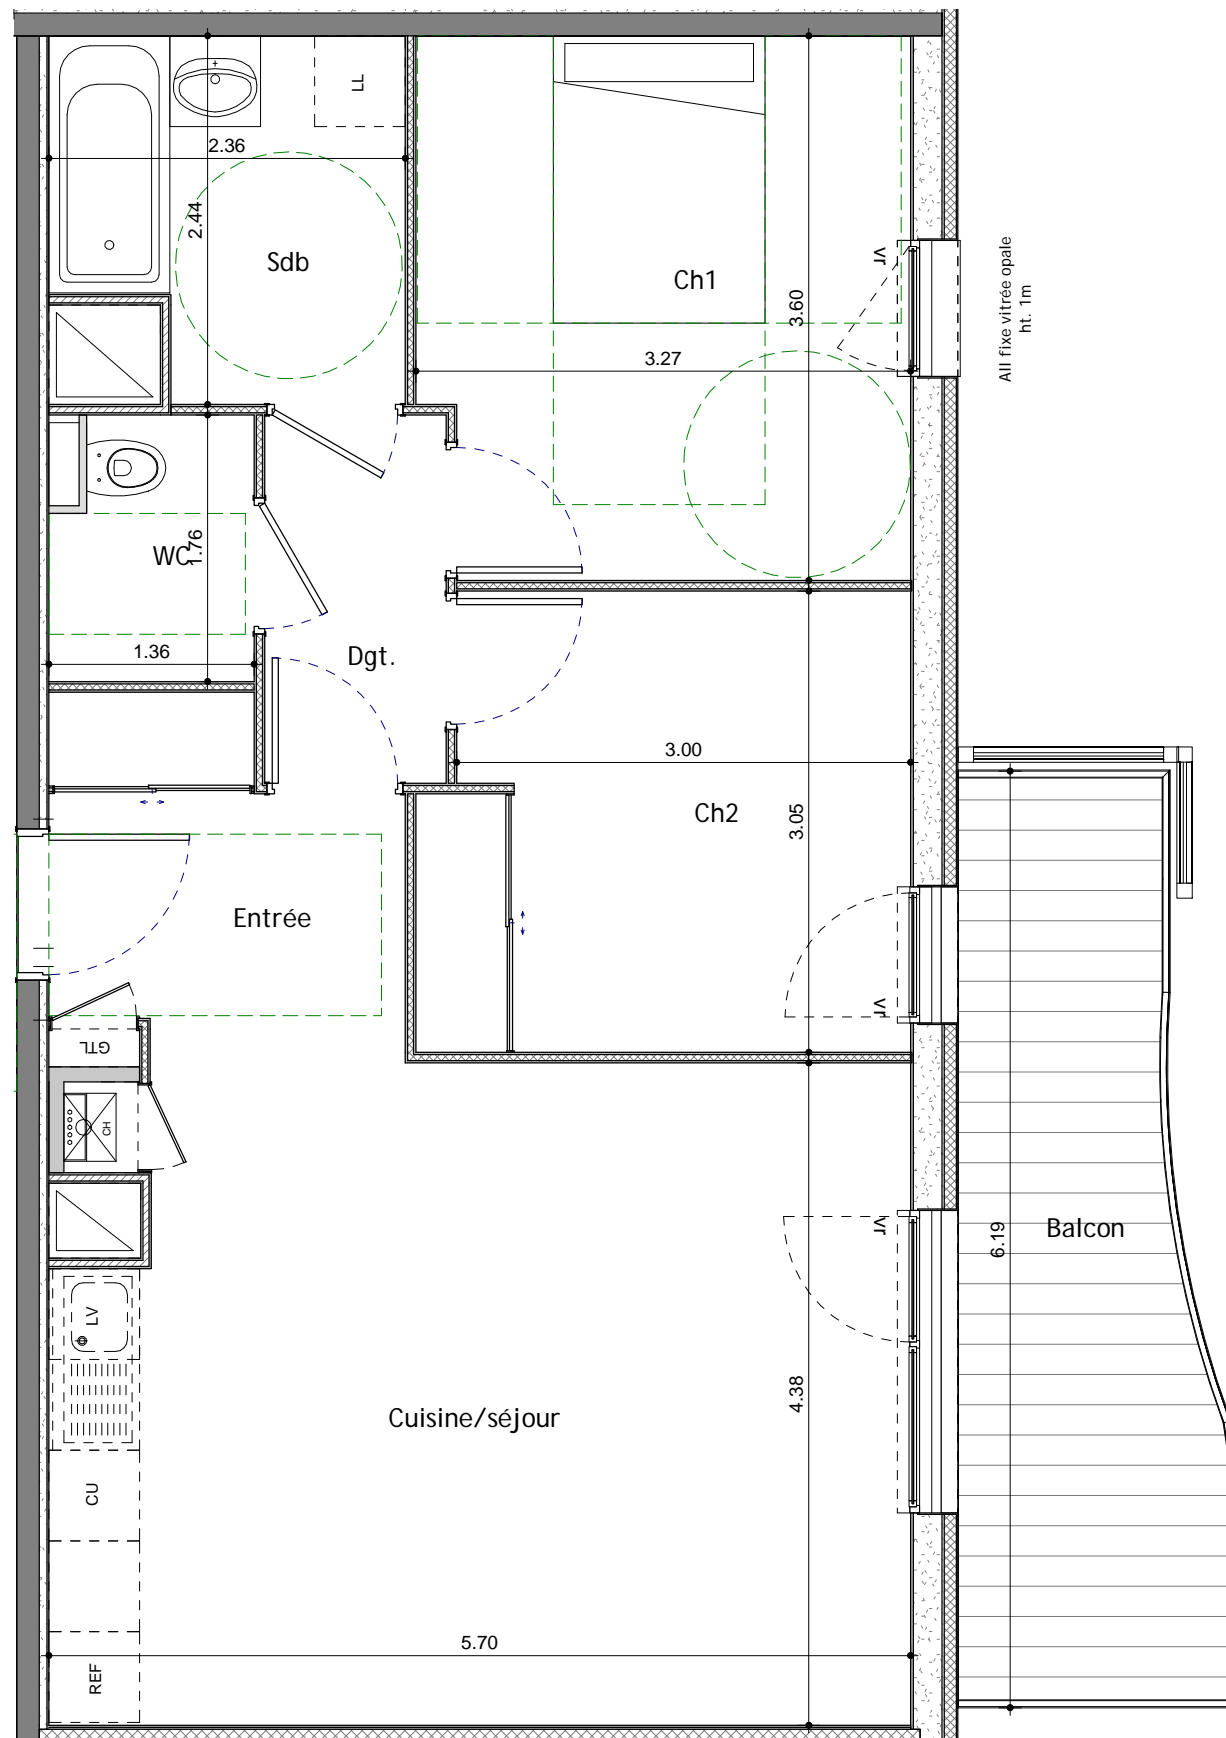 LL
2.36
2.44
Sdb
Ch1
3.60
3.27
vr
All fixe vitrée opale
ht. 1m
WC
1.76
1.36
Dgt.
3.00
Ch2
3.05
Entrée
vr
GTL
CH
vr
Balcon
6.19
LV
4.38
Cuisine/séjour
CU
5.70
REF